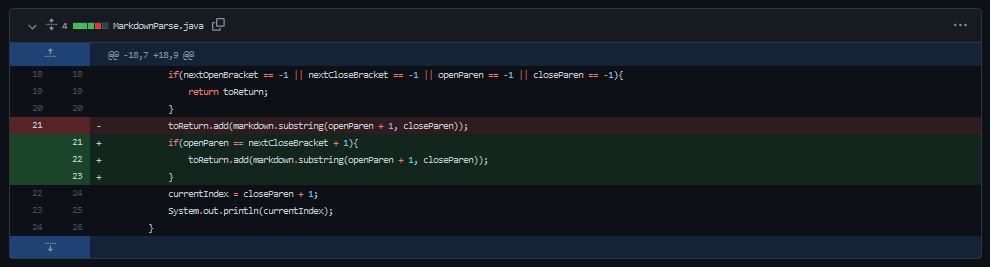 4 MarkdownParse.java
@@ -18,7 +18,9 @@
18 18 if(nextOpenBracket == -1 || nextCloseBracket == -1 || openParen == -1 || closeParen == -1){
19 19 return toReturn;
20 20 }
21 - toReturn.add(markdown.substring(openParen + 1, closeParen));
21 + if(openParen == nextCloseBracket + 1){
22 + toReturn.add(markdown.substring(openParen + 1, closeParen));
23 + }
22 24 currentIndex = closeParen + 1;
23 25 System.out.println(currentIndex);
24 26 }